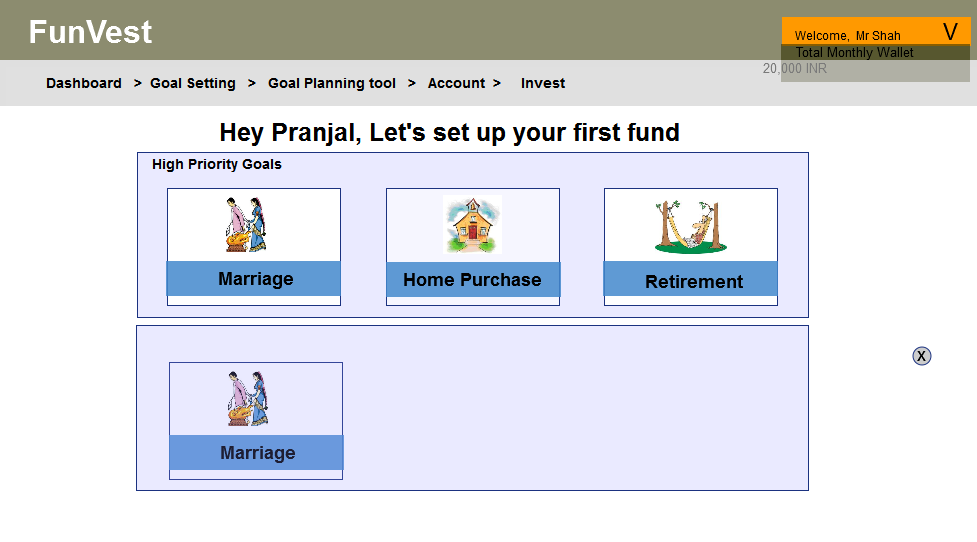 FunVest
Welcome, Mr Shah V
Total Monthly Wallet
20,000 INR
Dashboard > Goal Setting > Goal Planning tool > Account > Invest
Hey Pranjal, Let's set up your first fund
High Priority Goals
Marriage
Home Purchase
Retirement
X
Marriage